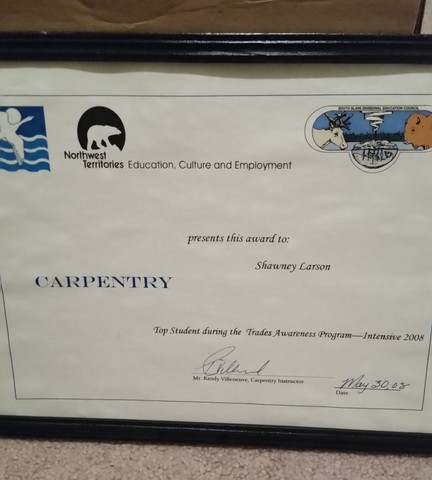 SOUTH SLAVE DIVISIONAL EDUCATION COUNCIL
Northwest
Territories Education, Culture and Employment
presents this award to:
Shawney Larson
CARPENTRY
Top Student during the Trades Awareness Program—Intensive 2008
Mr. Randy Villeneuve, Carpentry Instructor
May 30, 08
Date